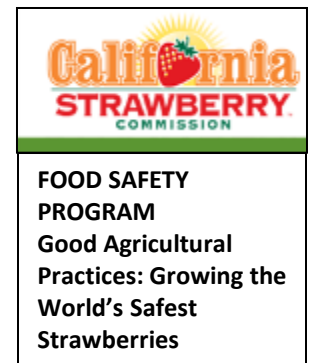 California
STRAWBERRY
COMMISSION
FOOD SAFETY
PROGRAM
Good Agricultural
Practices: Growing the
World’s Safest
Strawberries